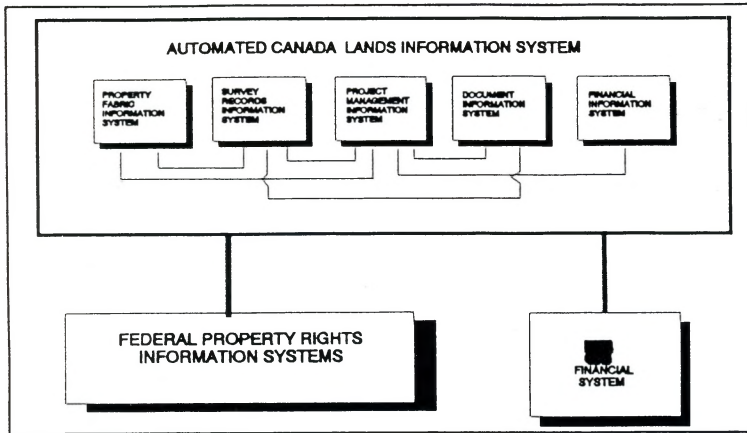 AUTOMATED CANADA LANDS INFORMATION SYSTEM
PROPERTY
FABRIC
INFORMATION
SYSTEM
SURVEY
RECORDS
INFORMATION
SYSTEM
PROJECT
MANAGEMENT
INFORMATION
SYSTEM
DOCUMENT
INFORMATION
SYSTEM
FINANCIAL
INFORMATION
SYSTEM
FEDERAL PROPERTY RIGHTS
INFORMATION SYSTEMS
FINANCIAL
SYSTEM